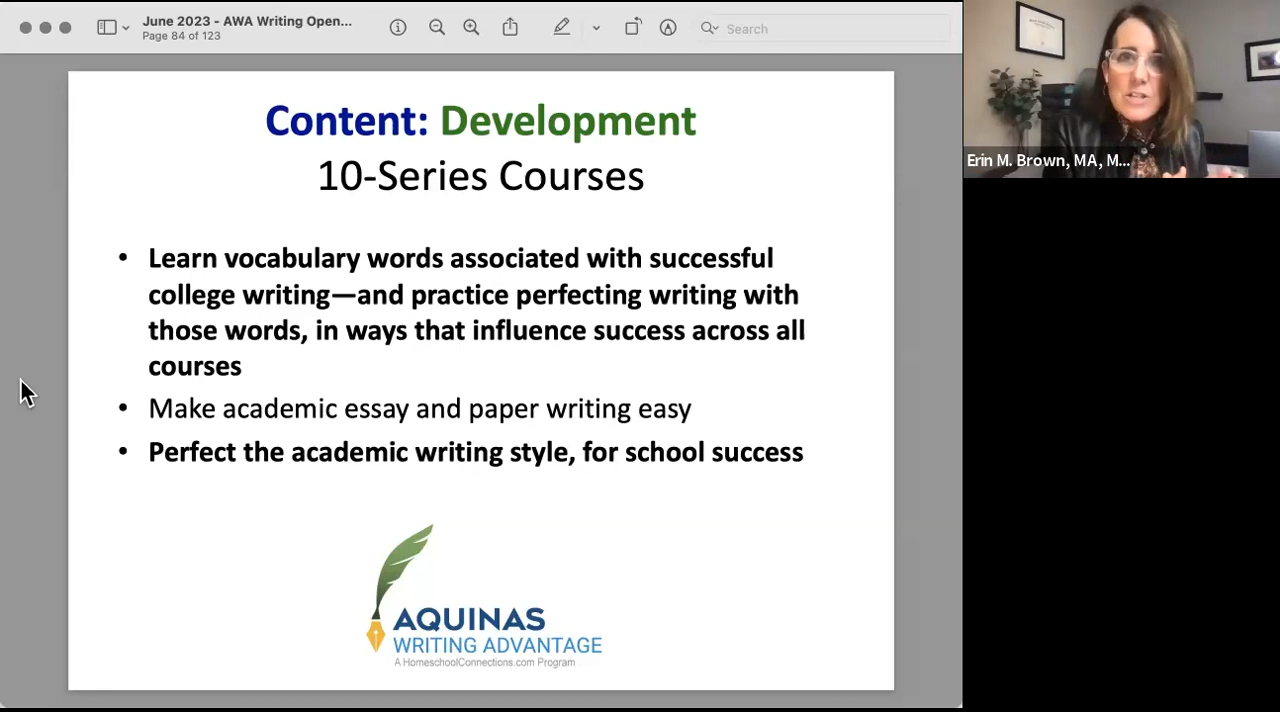 June 2023 - AWA Writing Open...
Page 84 of 123
Search
Content: Development
10-Series Courses
• Learn vocabulary words associated with successful
college writing—and practice perfecting writing with
those words, in ways that influence success across all
courses
• Make academic essay and paper writing easy
• Perfect the academic writing style, for school success
AQUINAS
WRITING ADVANTAGE
A HomeschoolConnections.com Program
Erin M. Brown, MA, M...